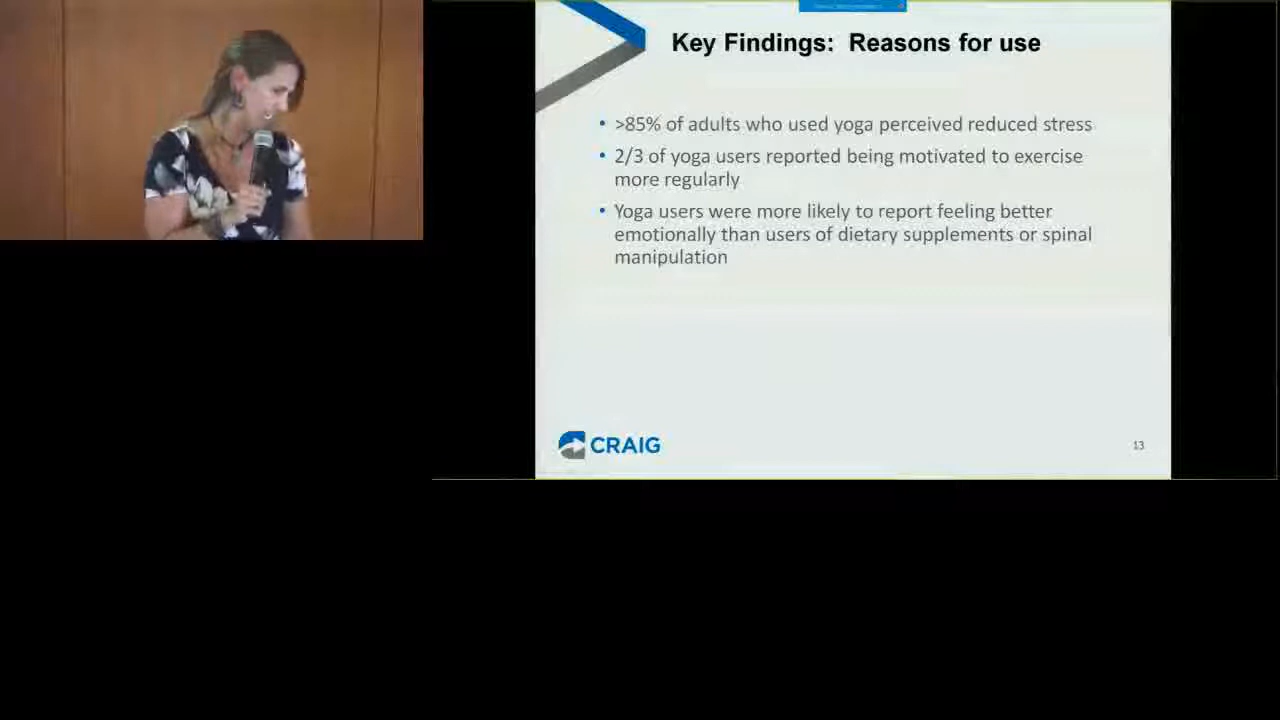 Key Findings: Reasons for use
• >85% of adults who used yoga perceived reduced stress
• 2/3 of yoga users reported being motivated to exercise
more regularly
• Yoga users were more likely to report feeling better
emotionally than users of dietary supplements or spinal
manipulation
CRAIG
13